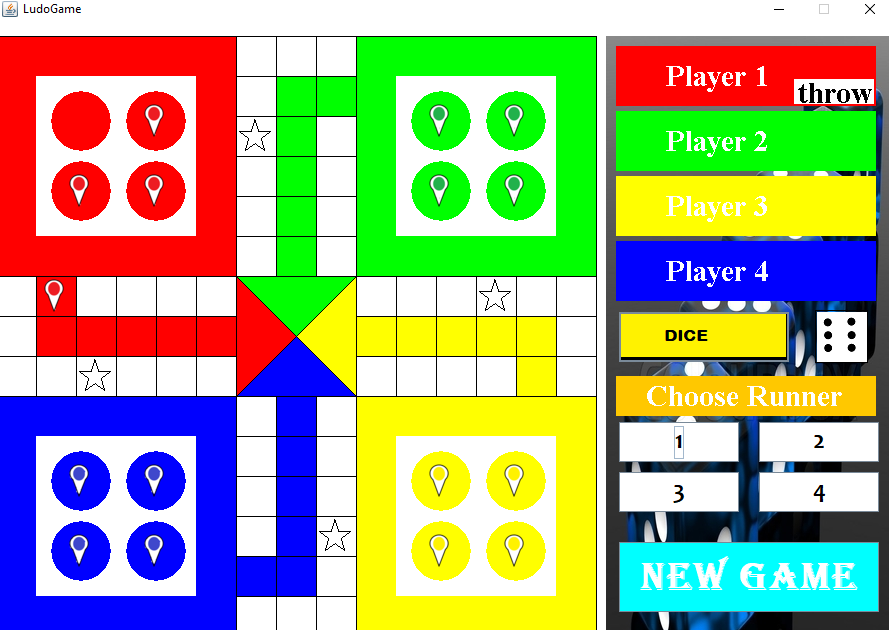 LudoGame
Player 1
throw
Player 2
Player 3
Player 4
DICE
Choose Runner
1
2
3
4
NEW GAME